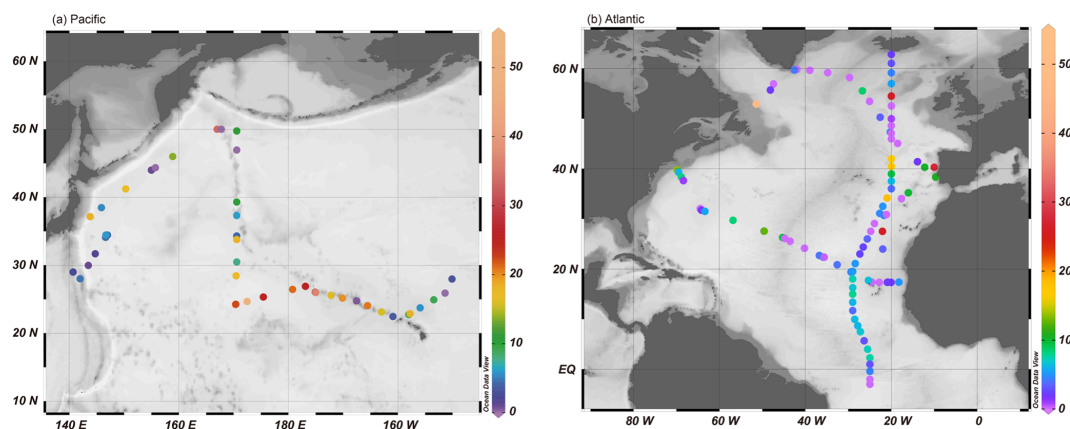 (a) Pacific
60 N
50 N
40 N
30 N
20 N
10 N
140 E
160 E
180 E
160 W
50
40
30
20
10
0
Ocean Data View
(b) Atlantic
60 N
40 N
20 N
EQ
80 W
60 W
40 W
20 W
0
50
40
30
20
10
0
Ocean Data View